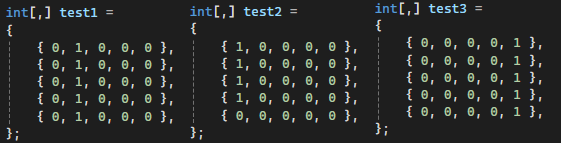 int[,] test1 =
{
{ 0, 1, 0, 0, 0 },
{ 0, 1, 0, 0, 0 },
{ 0, 1, 0, 0, 0 },
{ 0, 1, 0, 0, 0 },
{ 0, 1, 0, 0, 0 },
};
int[,] test2 =
{
{ 1, 0, 0, 0, 0 },
{ 1, 0, 0, 0, 0 },
{ 1, 0, 0, 0, 0 },
{ 1, 0, 0, 0, 0 },
{ 0, 0, 0, 0, 0 },
};
int[,] test3 =
{
{ 0, 0, 0, 0, 1 },
{ 0, 0, 0, 0, 1 },
{ 0, 0, 0, 0, 1 },
{ 0, 0, 0, 0, 1 },
{ 0, 0, 0, 0, 1 },
};